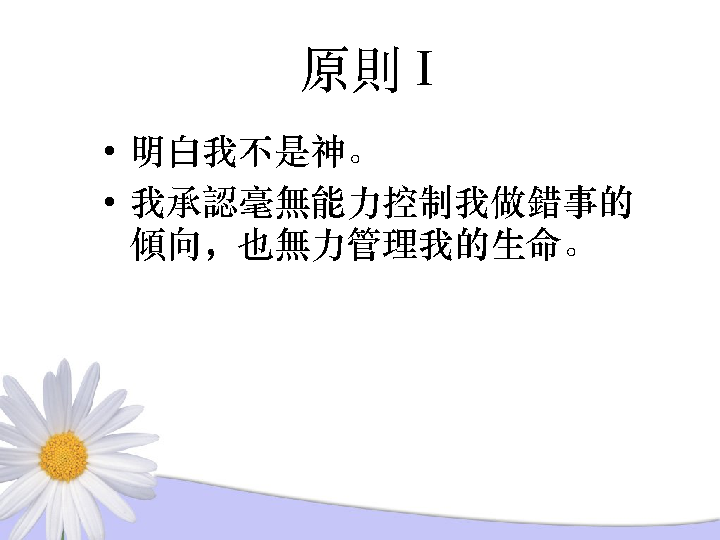 原則 I
• 明白我不是神。
• 我承認毫無能力控制我做錯事的
傾向，也無力管理我的生命。